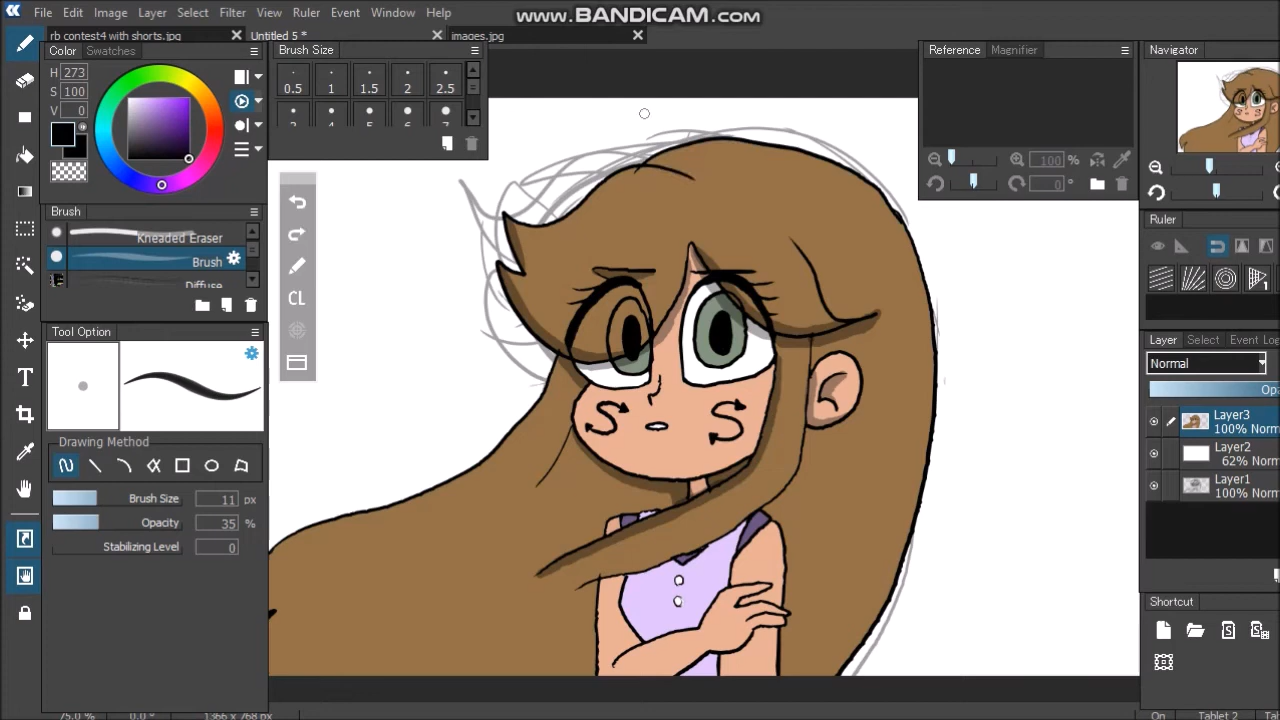 www.BANDICAM.com
File Edit Image Layer Select Filter View Ruler Event Window Help
rb contest4 with shorts.jpg Untitled 5 * images.jpg
Color Swatches
H 273
S 100
V 0
Brush Size
0.5 1 1.5 2 2.5
Reference Magnifier
100 %
0 °
Navigator
Brush
Kneaded Eraser
Brush
Diffuse
CL
Tool Option
Drawing Method
Brush Size 11 px
Opacity 35 %
Stabilizing Level 0
Ruler
Layer Select Event Log
Normal
Layer3
100% Norm
Layer2
62% Norm
Layer1
100% Norm
Shortcut
75.0 % 0.0 ° 1366 x 768 px
On Tablet 2